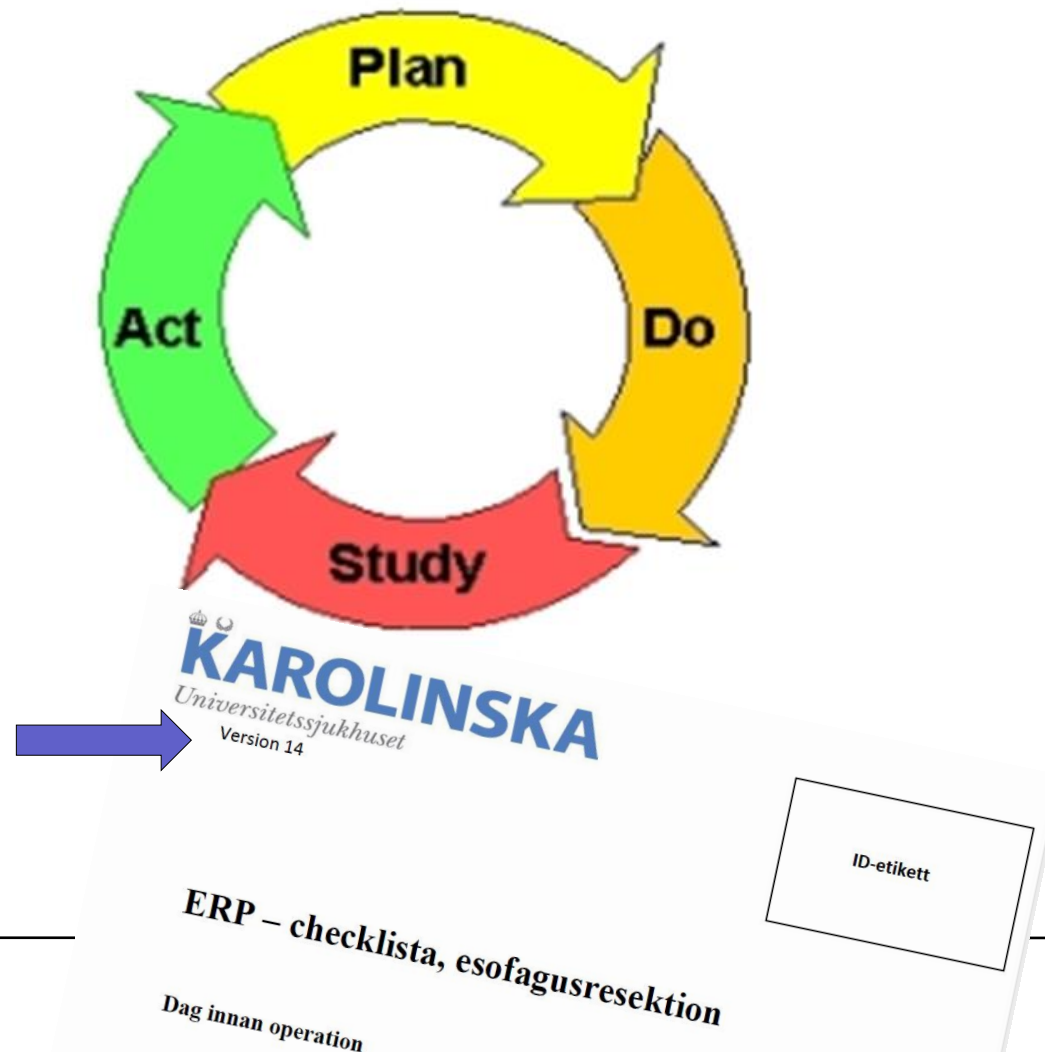 Plan
Do
Act
Study
KAROLINSKA
Universitetssjukhuset
Version 14
ID-etikett
ERP – checklista, esofagusresektion
Dag innan operation